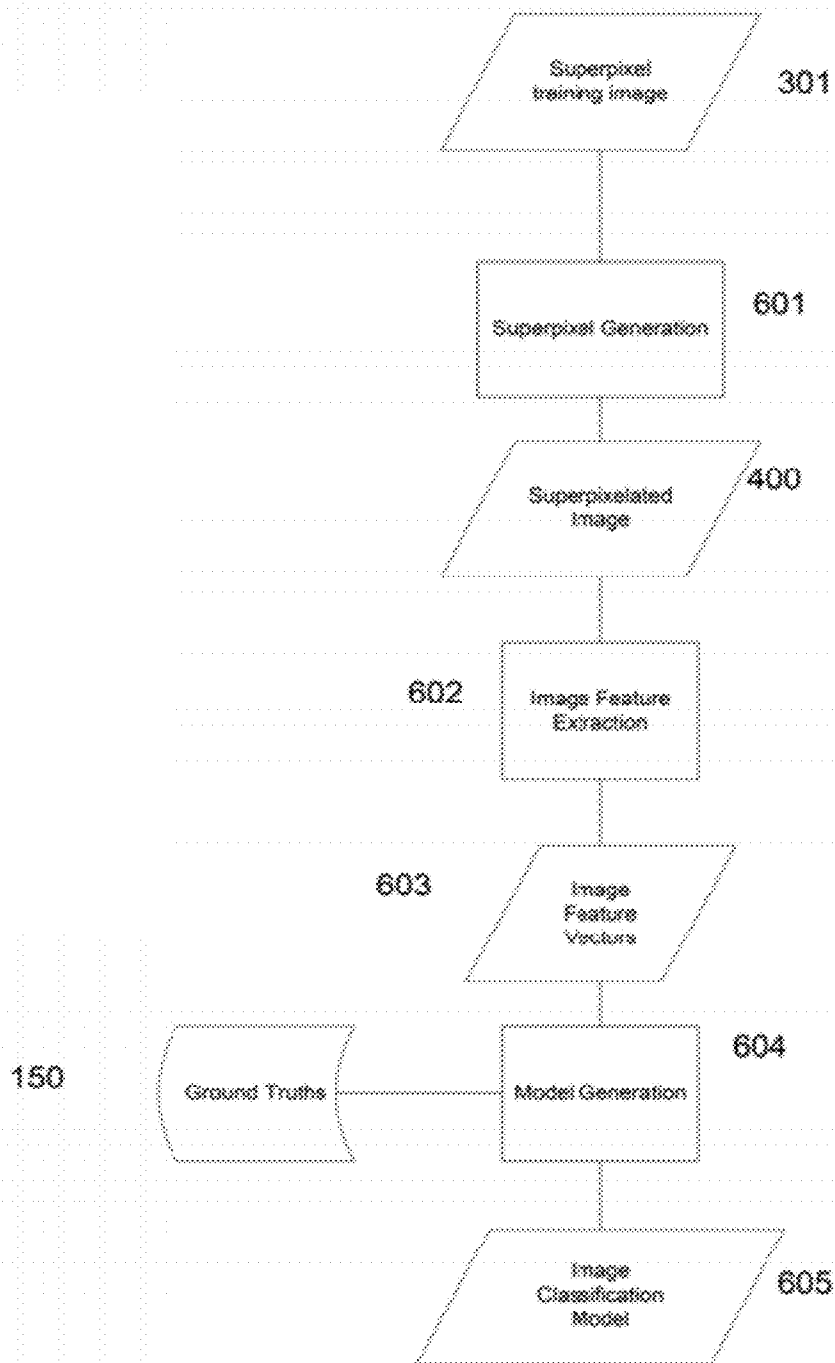 Superpixel
training image
301
Superpixel Generation
601
Superpixelated
Image
400
602
Image Feature
Extraction
603
Image
Feature
Vectors
150
Ground Truths
Model Generation
604
Image
Classification
Model
605